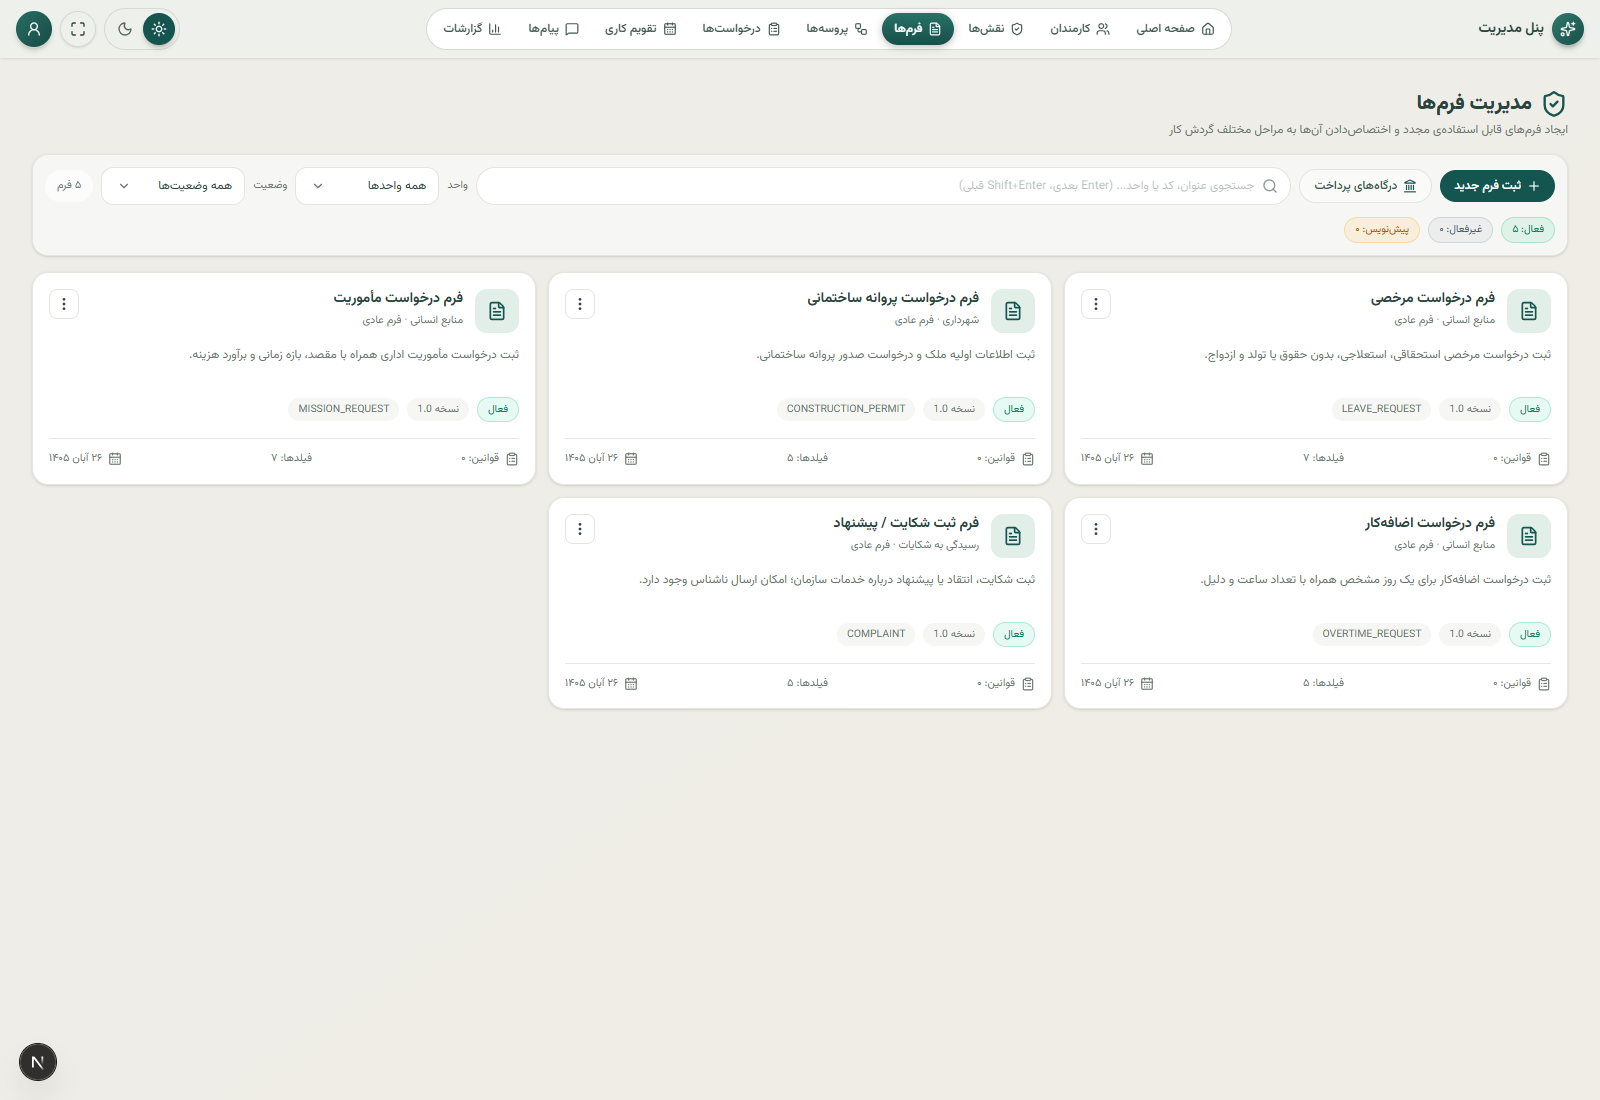 پنل مدیریت
صفحه اصلی
کارمندان
نقش‌ها
فرم‌ها
پروسه‌ها
درخواست‌ها
تقویم کاری
پیام‌ها
گزارشات
مدیریت فرم‌ها
ایجاد فرم‌های قابل استفاده‌ی مجدد و اختصاص‌دادن آن‌ها به مراحل مختلف گردش کار
ثبت فرم جدید
درگاه‌های پرداخت
جستجوی عنوان، کد یا واحد... (Enter بعدی، Shift+Enter قبلی)
واحد
همه واحدها
وضعیت
همه وضعیت‌ها
۵ فرم
فعال: ۵
غیرفعال: ۰
پیش‌نویس: ۰
فرم درخواست مرخصی
منابع انسانی · فرم عادی
ثبت درخواست مرخصی استحقاقی، استعلاجی، بدون حقوق یا تولد و ازدواج.
فعال
نسخه 1.0
LEAVE_REQUEST
قوانین: ۰
فیلدها: ۷
۲۶ آبان ۱۴۰۵
فرم درخواست پروانه ساختمانی
شهرداری · فرم عادی
ثبت اطلاعات اولیه ملک و درخواست صدور پروانه ساختمانی.
فعال
نسخه 1.0
CONSTRUCTION_PERMIT
قوانین: ۰
فیلدها: ۵
۲۶ آبان ۱۴۰۵
فرم درخواست مأموریت
منابع انسانی · فرم عادی
ثبت درخواست مأموریت اداری همراه با مقصد، بازه زمانی و برآورد هزینه.
فعال
نسخه 1.0
MISSION_REQUEST
قوانین: ۰
فیلدها: ۷
۲۶ آبان ۱۴۰۵
فرم درخواست اضافه‌کار
منابع انسانی · فرم عادی
ثبت درخواست اضافه‌کار برای یک روز مشخص همراه با تعداد ساعت و دلیل.
فعال
نسخه 1.0
OVERTIME_REQUEST
قوانین: ۰
فیلدها: ۵
۲۶ آبان ۱۴۰۵
فرم ثبت شکایت / پیشنهاد
رسیدگی به شکایات · فرم عادی
ثبت شکایت، انتقاد یا پیشنهاد درباره خدمات سازمان؛ امکان ارسال ناشناس وجود دارد.
فعال
نسخه 1.0
COMPLAINT
قوانین: ۰
فیلدها: ۵
۲۶ آبان ۱۴۰۵
N